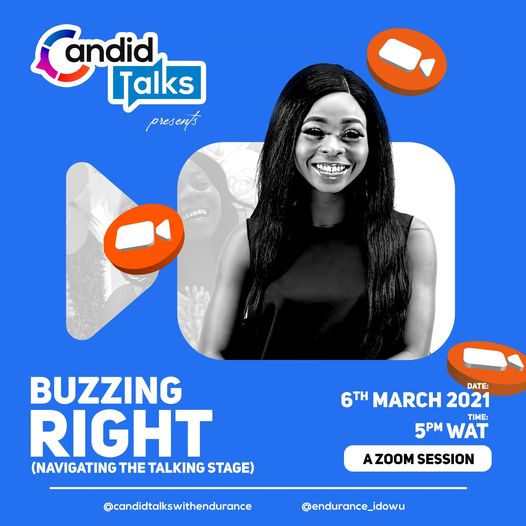 Candid
Talks
presents
BUZZING
RIGHT
(NAVIGATING THE TALKING STAGE)
DATE:
6TH MARCH 2021
TIME:
5PM WAT
A ZOOM SESSION
@candidtalkswithendurance
@endurance_idowu